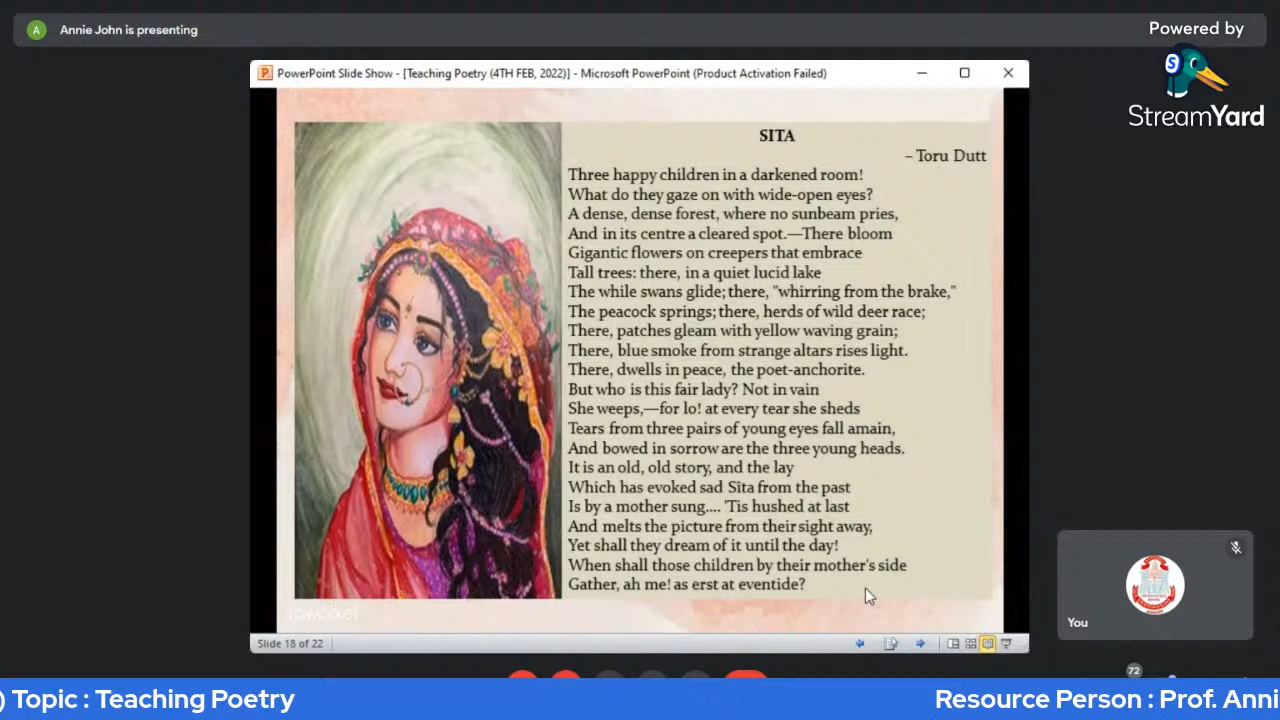 A Annie John is presenting
Powered by
S
StreamYard
P PowerPoint Slide Show - [Teaching Poetry (4TH FEB, 2022)] - Microsoft PowerPoint (Product Activation Failed)
SITA
– Toru Dutt
Three happy children in a darkened room!
What do they gaze on with wide-open eyes?
A dense, dense forest, where no sunbeam pries,
And in its centre a cleared spot.—There bloom
Gigantic flowers on creepers that embrace
Tall trees: there, in a quiet lucid lake
The while swans glide; there, "whirring from the brake,"
The peacock springs; there, herds of wild deer race;
There, patches gleam with yellow waving grain;
There, blue smoke from strange altars rises light.
There, dwells in peace, the poet-anchorite.
But who is this fair lady? Not in vain
She weeps,—for lo! at every tear she sheds
Tears from three pairs of young eyes fall amain,
And bowed in sorrow are the three young heads.
It is an old, old story, and the lay
Which has evoked sad Sita from the past
Is by a mother sung.... 'Tis hushed at last
And melts the picture from their sight away,
Yet shall they dream of it until the day!
When shall those children by their mother's side
Gather, ah me! as erst at eventide?
rawpixel
Slide 18 of 22
You
72
) Topic : Teaching Poetry
Resource Person : Prof. Anni